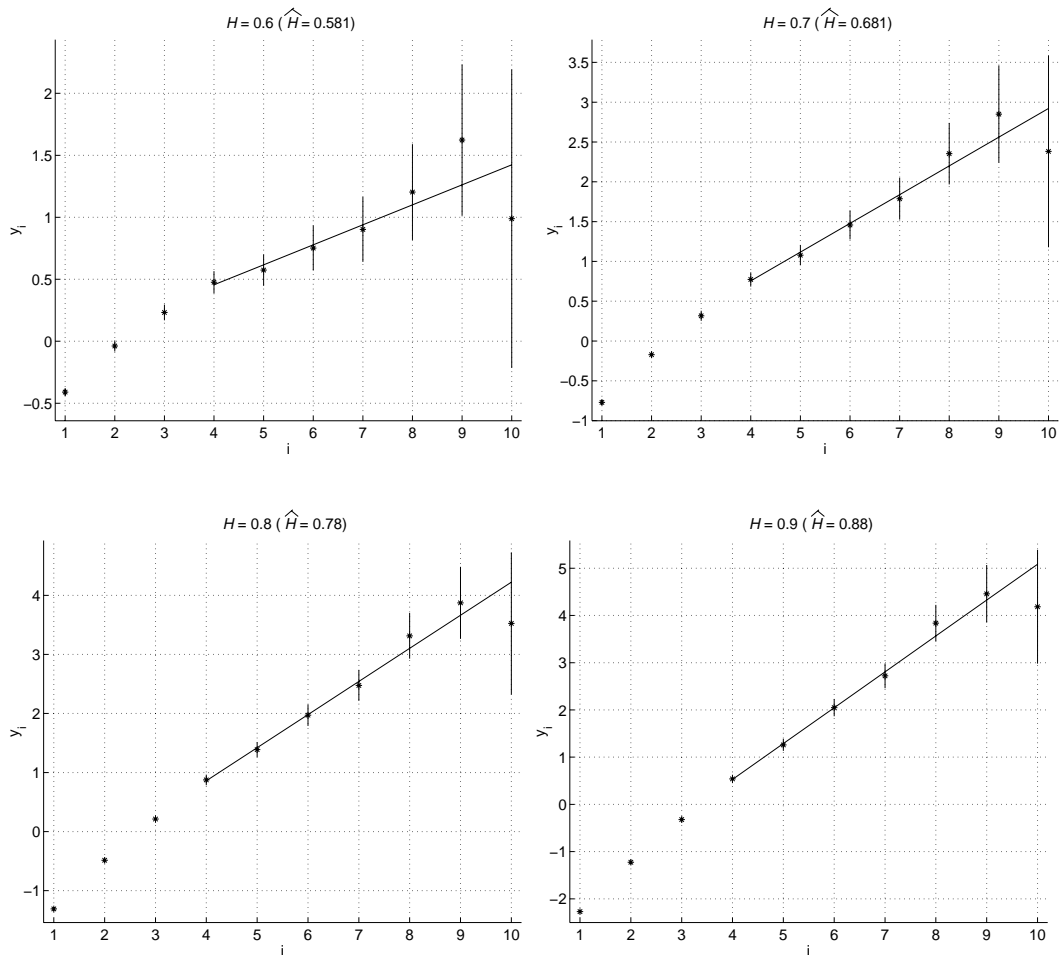 H = 0.6 ( Ĥ = 0.581)
2
1.5
1
0.5
0
−0.5
y_i
1 2 3 4 5 6 7 8 9 10
i
H = 0.7 ( Ĥ = 0.681)
3.5
3
2.5
2
1.5
1
0.5
0
−0.5
−1
y_i
1 2 3 4 5 6 7 8 9 10
i
H = 0.8 ( Ĥ = 0.78)
4
3
2
1
0
−1
y_i
1 2 3 4 5 6 7 8 9 10
i
H = 0.9 ( Ĥ = 0.88)
5
4
3
2
1
0
−1
−2
y_i
1 2 3 4 5 6 7 8 9 10
i